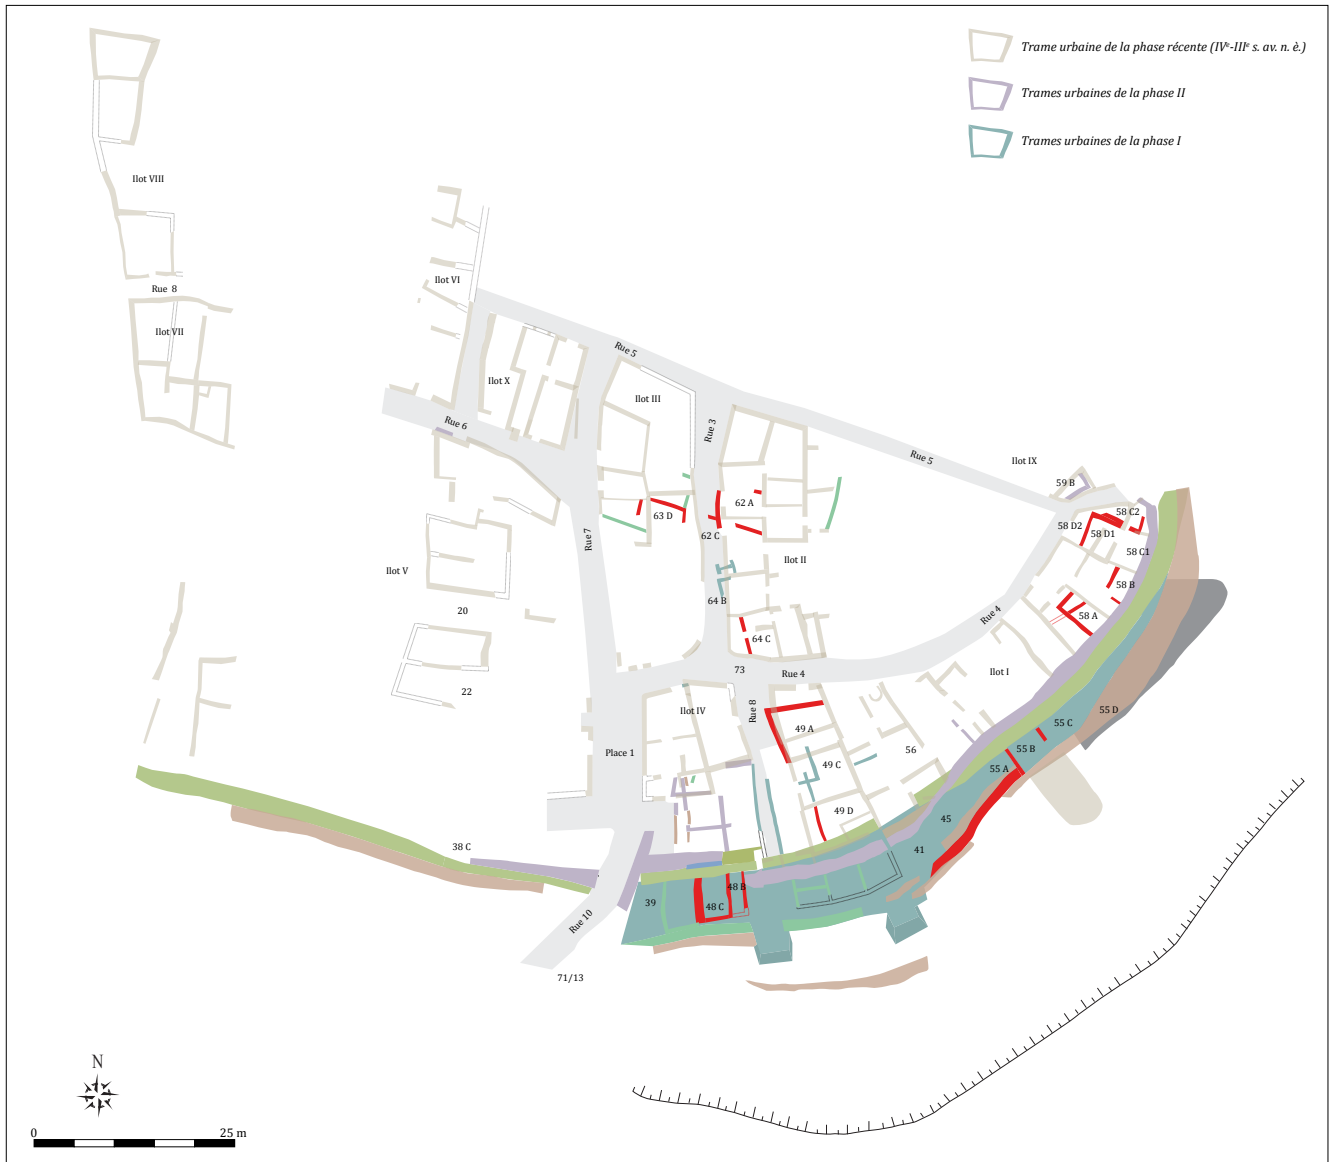 Trame urbaine de la phase récente (IVᵉ-IIIᵉ s. av. n. è.)
Trames urbaines de la phase II
Trames urbaines de la phase I
Ilot VIII
Rue 8
Ilot VII
Ilot VI
Ilot X
Rue 5
Ilot III
Rue 6
Rue 3
Rue 5
Ilot IX
59 B
58 C2
58 D2
58 D1
58 C1
58 B
58 A
62 A
63 D
62 C
Rue 7
Ilot II
Ilot V
64 B
20
Rue 4
64 C
73
Rue 4
Ilot I
22
Ilot IV
Rue 8
49 A
55 D
55 C
55 B
55 A
56
Place 1
49 C
49 D
45
41
38 C
48 B
39
48 C
Rue 10
71/13
N
0
25 m